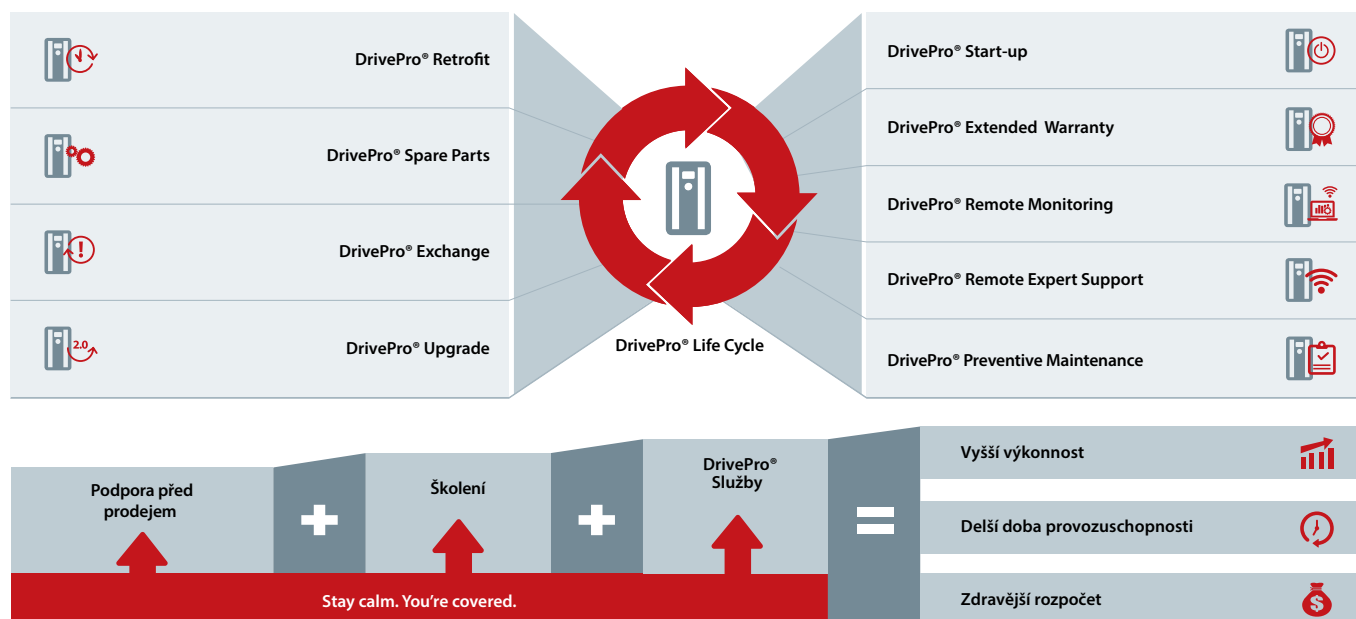 DrivePro® Retrofit
DrivePro® Spare Parts
DrivePro® Exchange
2.0
DrivePro® Upgrade
DrivePro® Life Cycle
DrivePro® Start-up
DrivePro® Extended Warranty
DrivePro® Remote Monitoring
DrivePro® Remote Expert Support
DrivePro® Preventive Maintenance
Podpora před
prodejem
+
Školení
+
DrivePro®
Služby
=
Stay calm. You're covered.
Vyšší výkonnost
Delší doba provozuschopnosti
Zdravější rozpočet